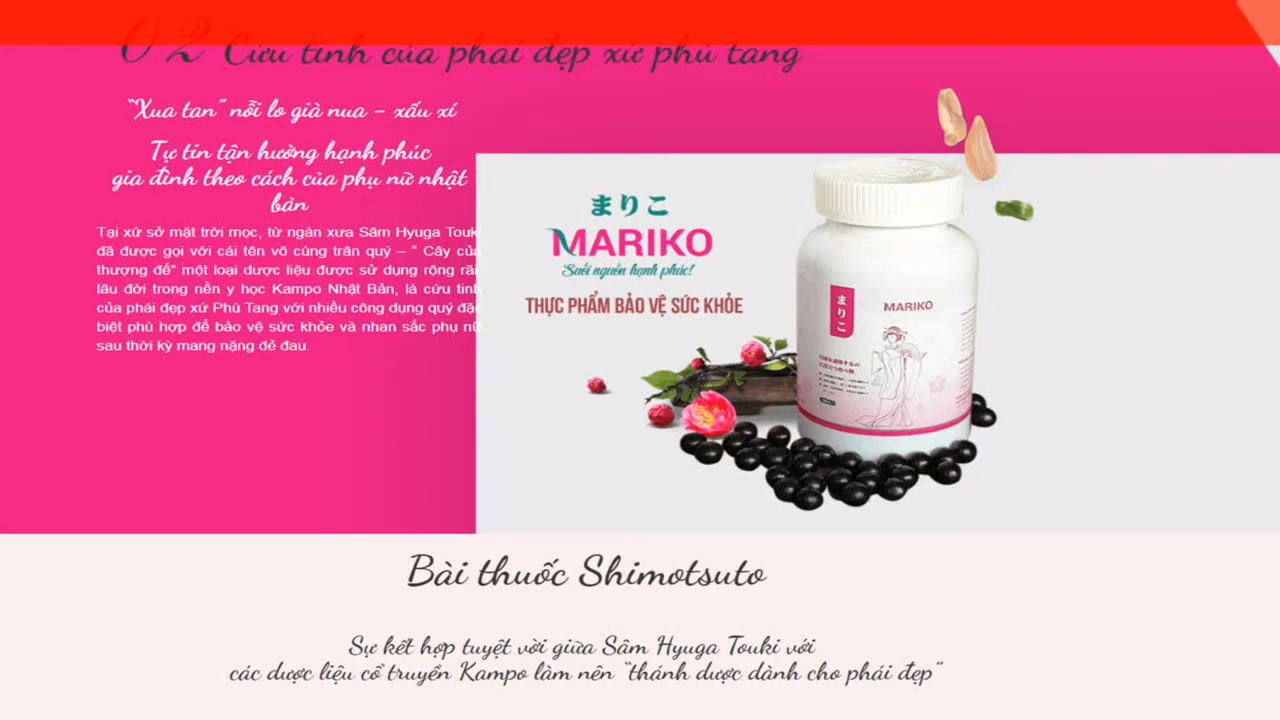 02 Cứu tinh của phái đẹp xứ phù tang
“Xua tan” nỗi lo già nua – xấu xí
Tự tin tận hưởng hạnh phúc
gia đình theo cách của phụ nữ nhật
bản
Tại xứ sở mặt trời mọc, từ ngàn xưa Sâm Hyuga Touki
đã được gọi với cái tên vô cùng trân quý – “ Cây của
thượng đế” một loại dược liệu được sử dụng rộng rãi,
lâu đời trong nền y học Kampo Nhật Bản, là cứu tinh
của phái đẹp xứ Phù Tang với nhiều công dụng quý đặc
biệt phù hợp để bảo vệ sức khỏe và nhan sắc phụ nữ
sau thời kỳ mang nặng đẻ đau.
まりこ
MARIKO
Suối nguồn hạnh phúc!
THỰC PHẨM BẢO VỆ SỨC KHỎE
まりこ
MARIKO
Bài thuốc Shimotsuto
Sự kết hợp tuyệt vời giữa Sâm Hyuga Touki với
các dược liệu cổ truyền Kampo làm nên “thánh dược dành cho phái đẹp”